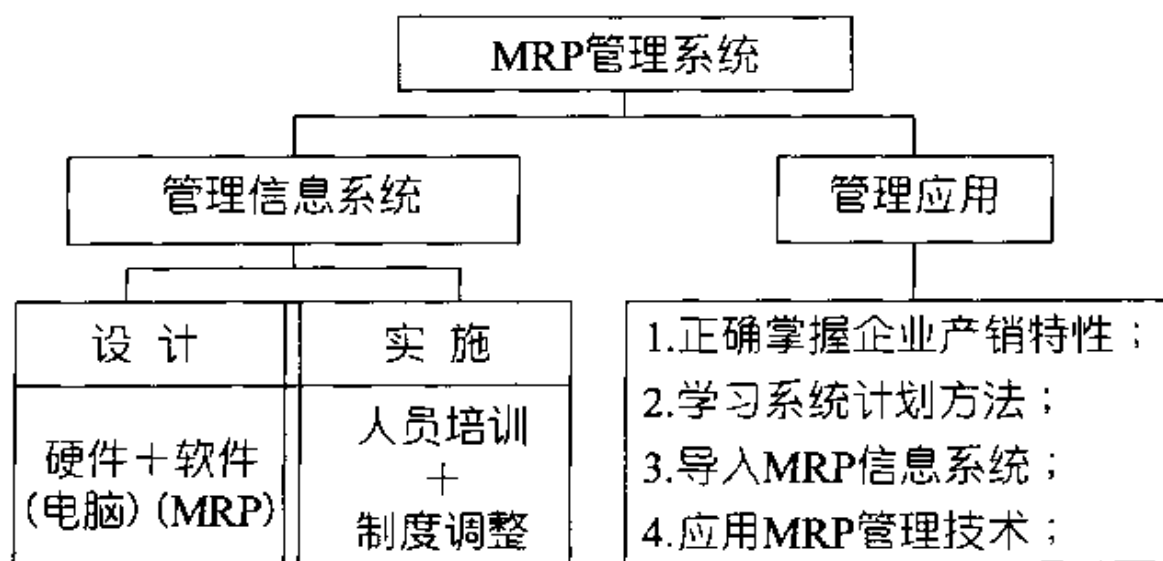 MRP管理系统
管理信息系统
管理应用
设 计
实 施
硬件＋软件
(电脑) (MRP)
人员培训
＋
制度调整
1.正确掌握企业产销特性；
2.学习系统计划方法；
3.导入MRP信息系统；
4.应用MRP管理技术；